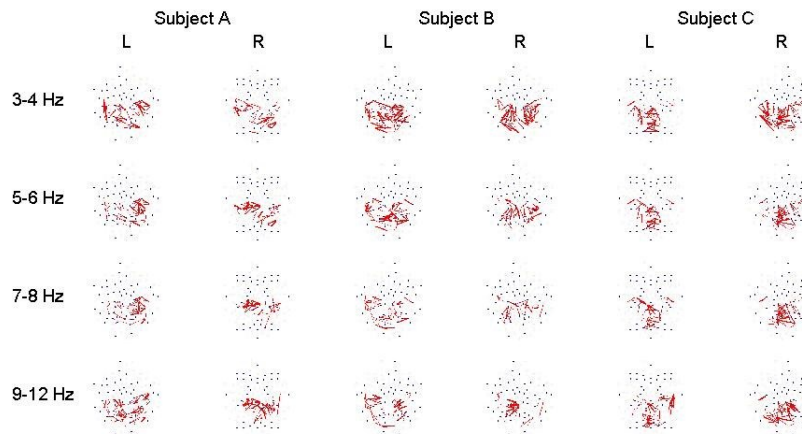 Subject A Subject B Subject C
L R L R L R
3-4 Hz
5-6 Hz
7-8 Hz
9-12 Hz